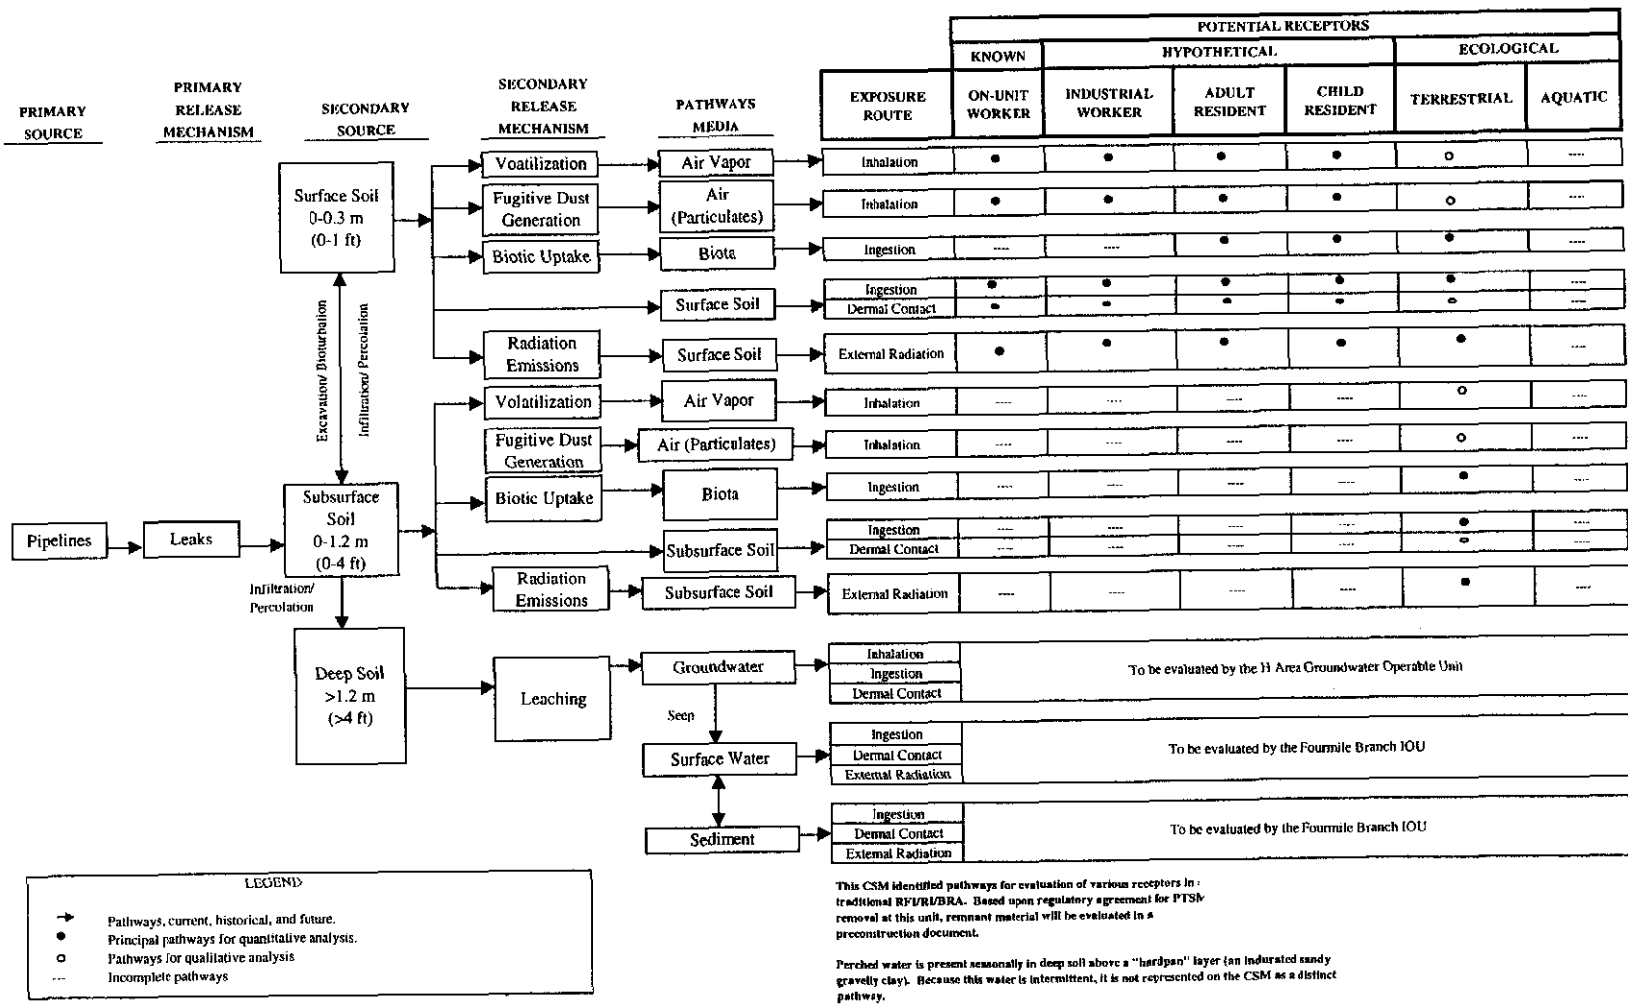 POTENTIAL RECEPTORS
KNOWN
HYPOTHETICAL
ECOLOGICAL
PRIMARY
SOURCE
PRIMARY
RELEASE
MECHANISM
SECONDARY
SOURCE
SECONDARY
RELEASE
MECHANISM
PATHWAYS
MEDIA
EXPOSURE
ROUTE
ON-UNIT
WORKER
INDUSTRIAL
WORKER
ADULT
RESIDENT
CHILD
RESIDENT
TERRESTRIAL
AQUATIC
Surface Soil
0-0.3 m
(0-1 ft)
Voatilization
Air Vapor
Inhalation
Fugitive Dust
Generation
Air
(Particulates)
Inhalation
Biotic Uptake
Biota
Ingestion
Surface Soil
Ingestion
Dermal Contact
Radiation
Emissions
Surface Soil
External Radiation
Excavation/ Bioturbation
Infiltration/ Percolation
Volatilization
Air Vapor
Inhalation
Fugitive Dust
Generation
Air (Particulates)
Inhalation
Biotic Uptake
Biota
Ingestion
Pipelines
Leaks
Subsurface
Soil
0-1.2 m
(0-4 ft)
Subsurface Soil
Ingestion
Dermal Contact
Radiation
Emissions
Subsurface Soil
External Radiation
Infiltration/
Percolation
Deep Soil
>1.2 m
(>4 ft)
Leaching
Groundwater
Inhalation
Ingestion
Dermal Contact
To be evaluated by the H Area Groundwater Operable Unit
Seep
Surface Water
Ingestion
Dermal Contact
External Radiation
To be evaluated by the Fourmile Branch IOU
Sediment
Ingestion
Dermal Contact
External Radiation
To be evaluated by the Fourmile Branch IOU
LEGEND
Pathways, current, historical, and future.
Principal pathways for quantitative analysis.
Pathways for qualitative analysis
---- Incomplete pathways
This CSM identified pathways for evaluation of various receptors in
traditional RFI/RI/BRA. Based upon regulatory agreement for PTSM
removal at this unit, remnant material will be evaluated in a
preconstruction document.
Perched water is present seasonally in deep soil above a "hardpan" layer (an indurated sandy
gravelly clay). Because this water is intermittent, it is not represented on the CSM as a distinct
pathway.